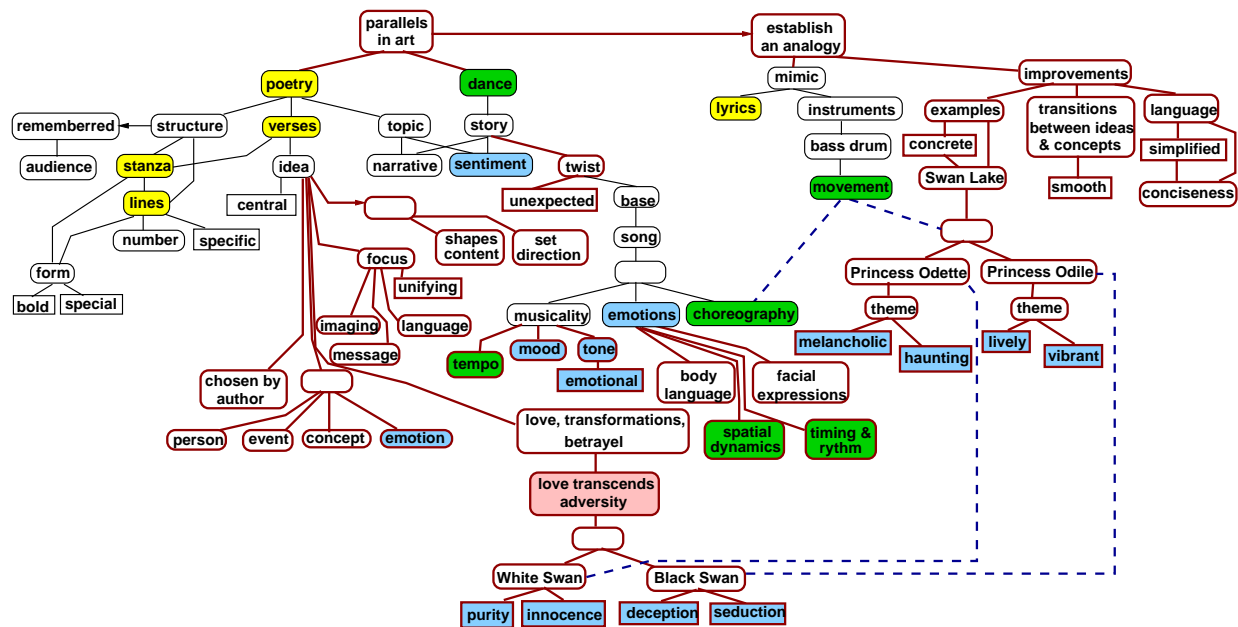 parallels
in art
establish
an analogy
poetry
dance
mimic
improvements
lyrics
instruments
examples
transitions
between ideas
& concepts
language
rememberred
structure
verses
topic
story
concrete
simplified
audience
stanza
idea
narrative
sentiment
twist
bass drum
Swan Lake
smooth
conciseness
lines
central
unexpected
base
movement
number
specific
shapes
content
set
direction
song
form
focus
unifying
Princess Odette
Princess Odile
bold
special
imaging
language
musicality
emotions
choreography
theme
theme
message
tempo
mood
tone
melancholic
haunting
lively
vibrant
emotional
body
language
facial
expressions
chosen by
author
person
event
concept
emotion
love, transformations,
betrayel
spatial
dynamics
timing &
rythm
love transcends
adversity
White Swan
Black Swan
purity
innocence
deception
seduction